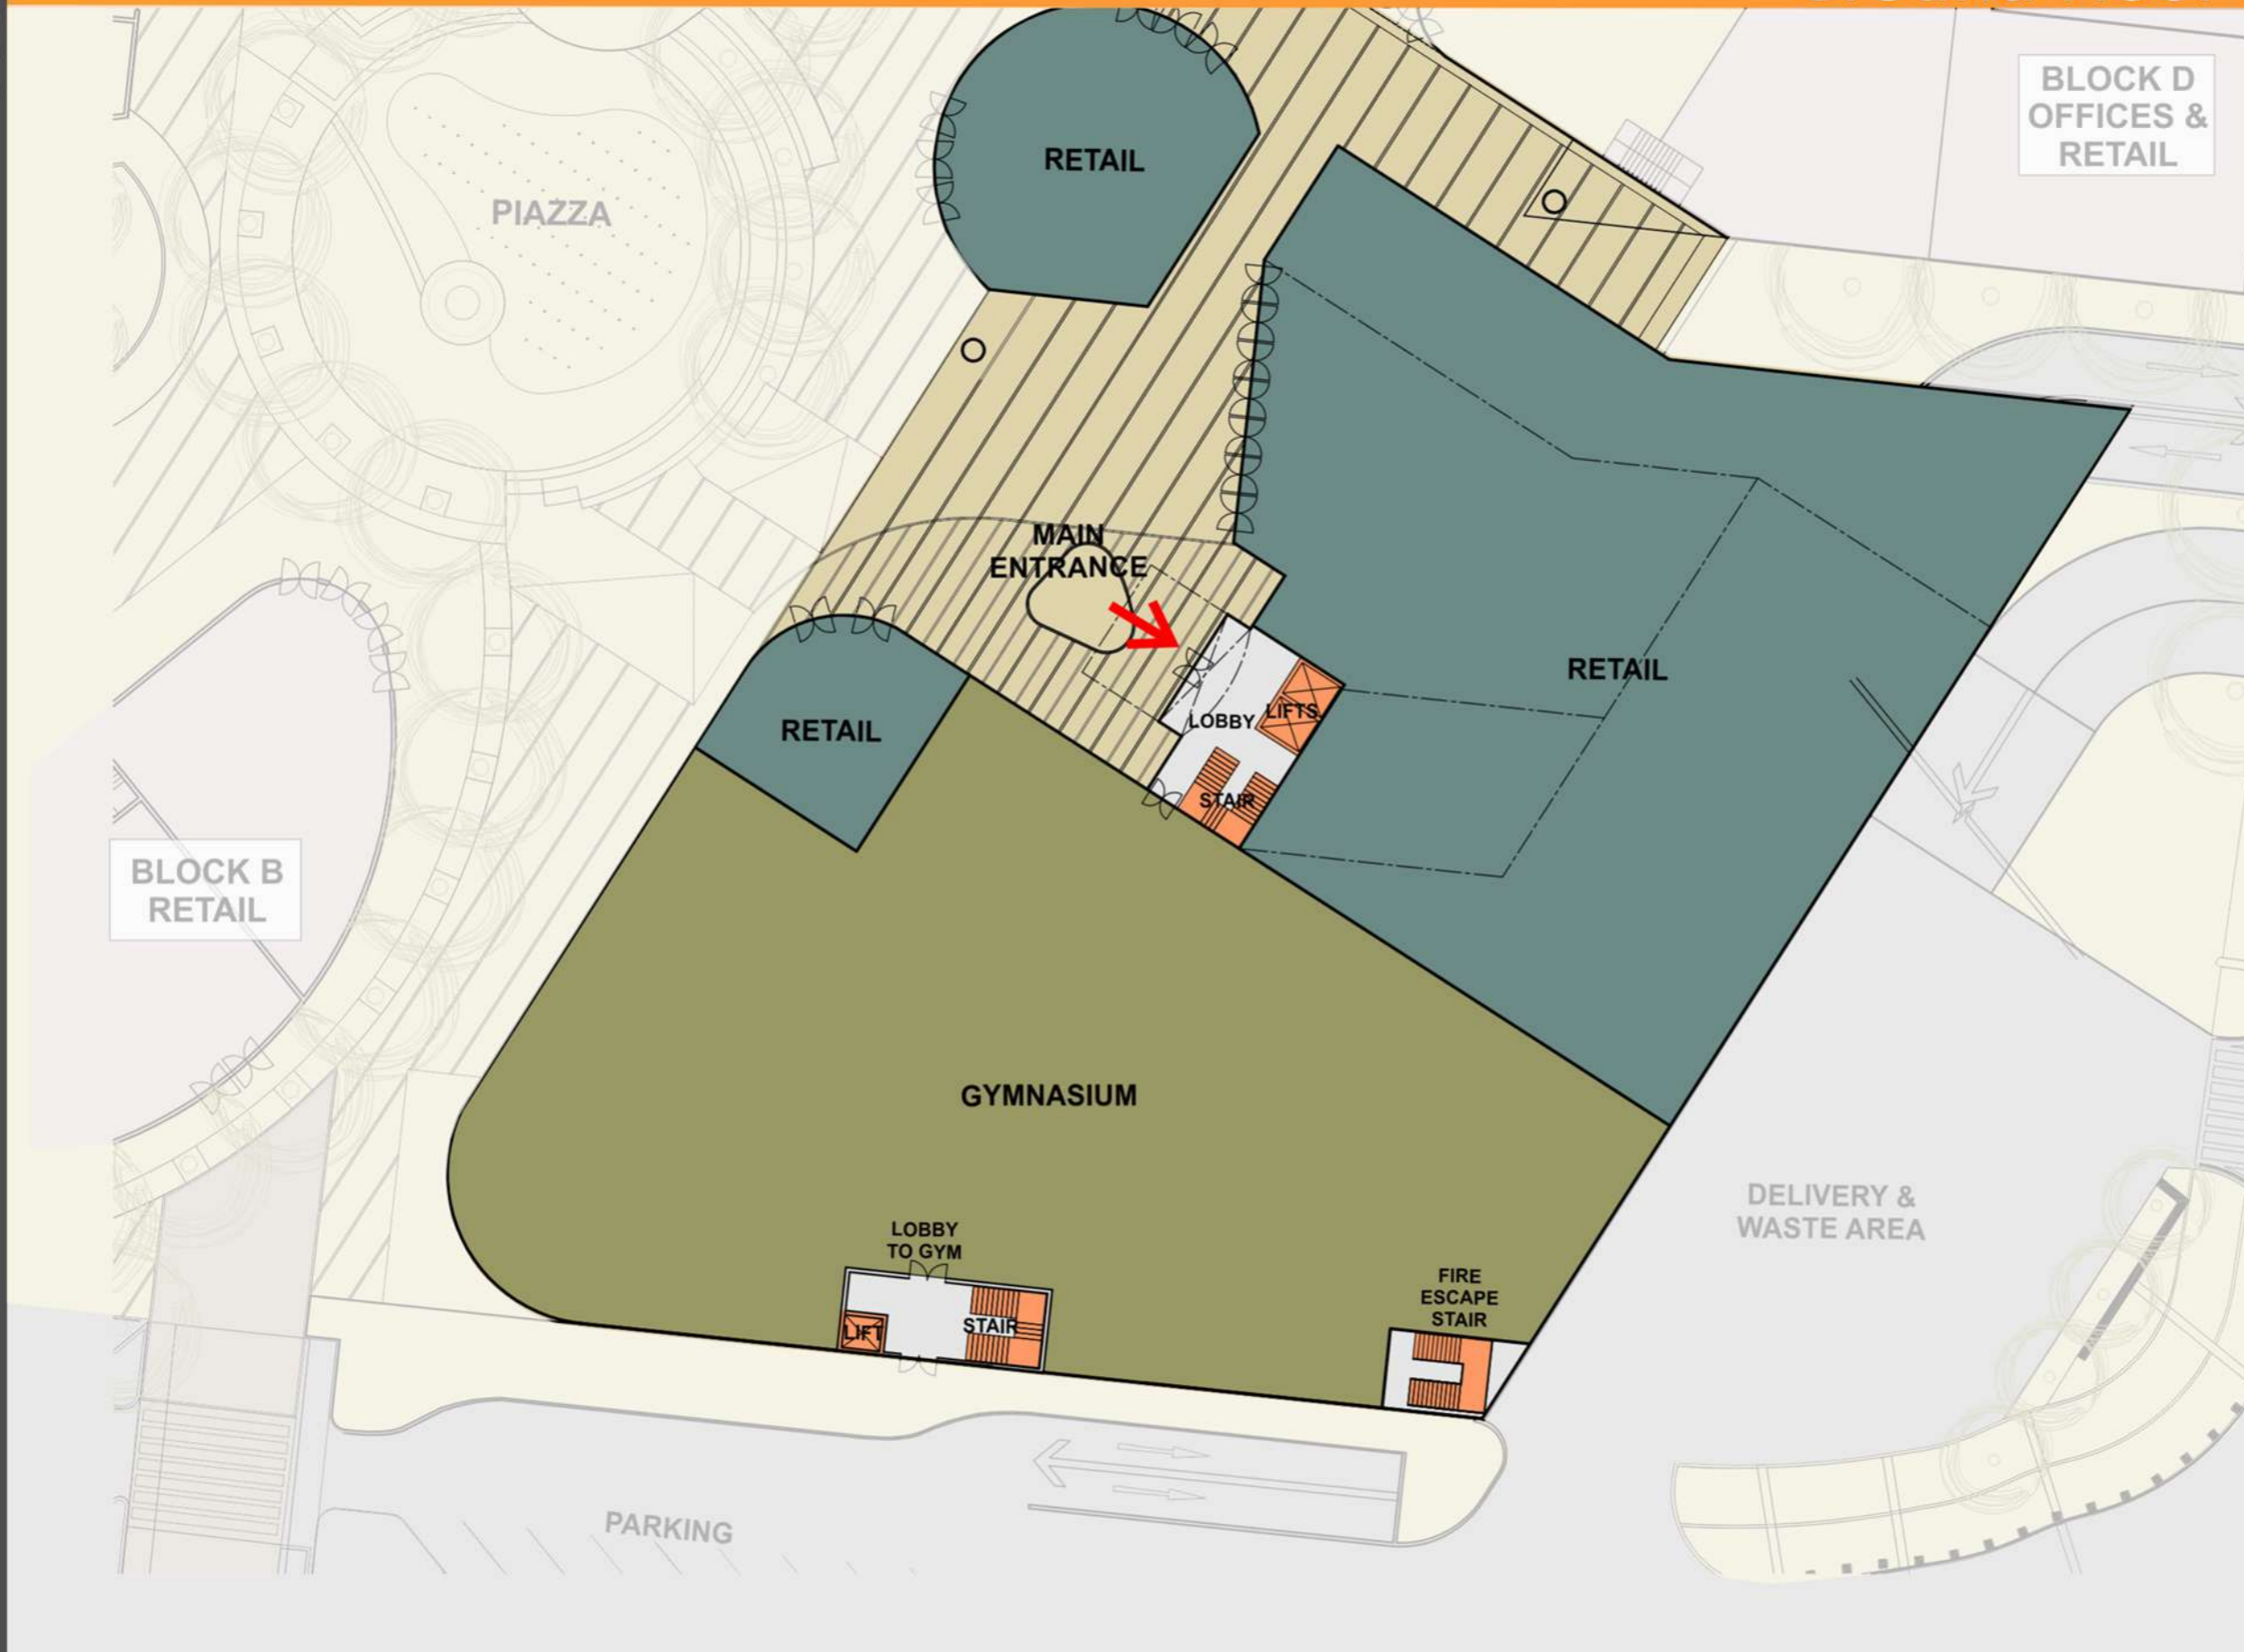 BLOCK D
OFFICES &
RETAIL
RETAIL
PIAZZA
MAIN
ENTRANCE
RETAIL
LOBBY
LIFTS
RETAIL
STAIR
BLOCK B
RETAIL
GYMNASIUM
DELIVERY &
WASTE AREA
LOBBY
TO GYM
FIRE
ESCAPE
STAIR
LIFT
STAIR
PARKING